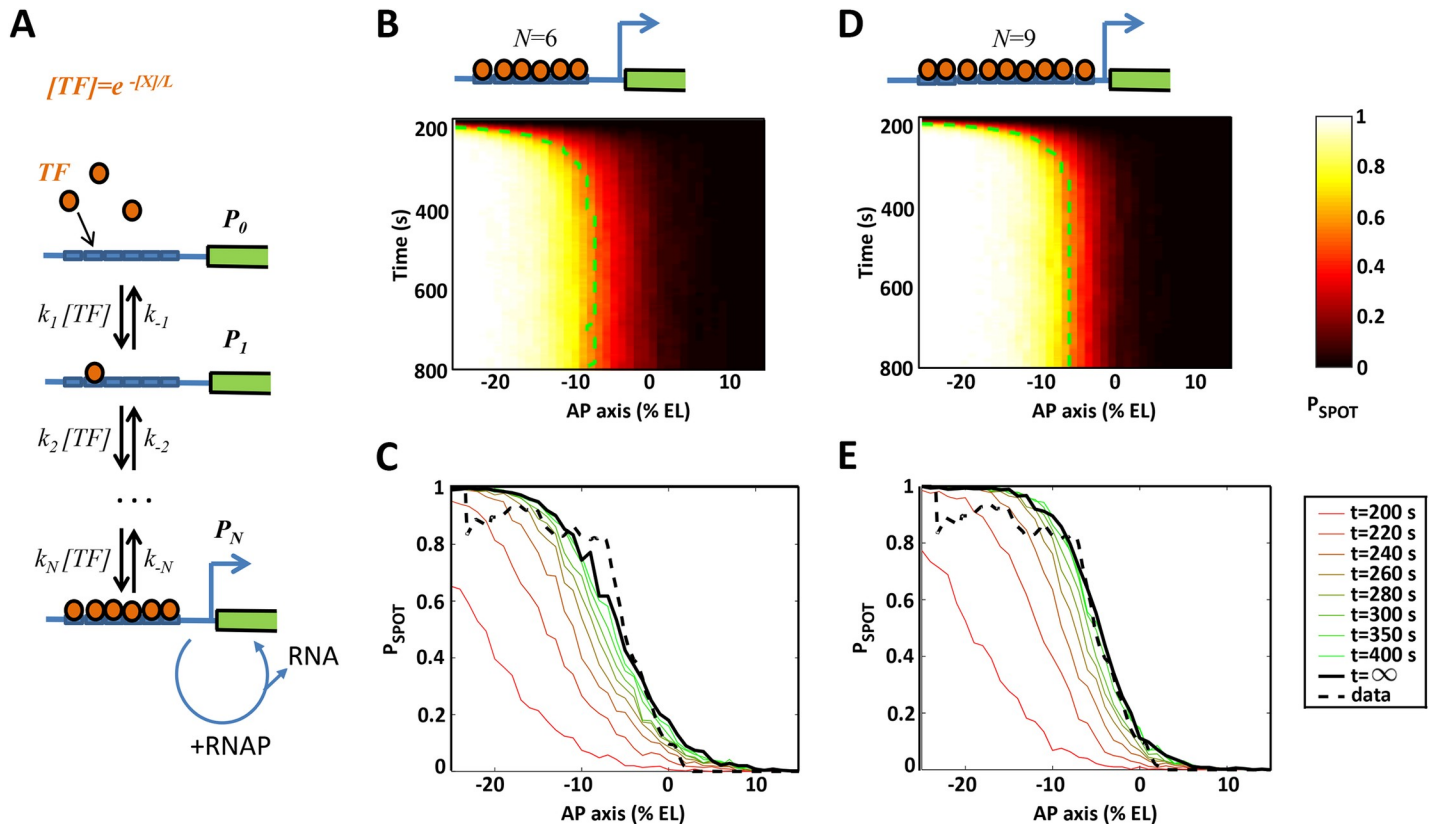 A
[TF]=e -[X]/L
TF
P0
k1[TF]
k-1
P1
k2[TF]
k-2
...
kN[TF]
k-N
PN
RNA
+RNAP
B
N=6
200
400
600
800
Time (s)
-20
-10
0
10
AP axis (% EL)
C
1
0.8
0.6
0.4
0.2
0
PSPOT
-20
-10
0
10
AP axis (% EL)
D
N=9
200
400
600
800
Time (s)
-20
-10
0
10
AP axis (% EL)
1
0.8
0.6
0.4
0.2
0
PSPOT
E
1
0.8
0.6
0.4
0.2
0
PSPOT
-20
-10
0
10
AP axis (% EL)
t=200 s
t=220 s
t=240 s
t=260 s
t=280 s
t=300 s
t=350 s
t=400 s
t=∞
data